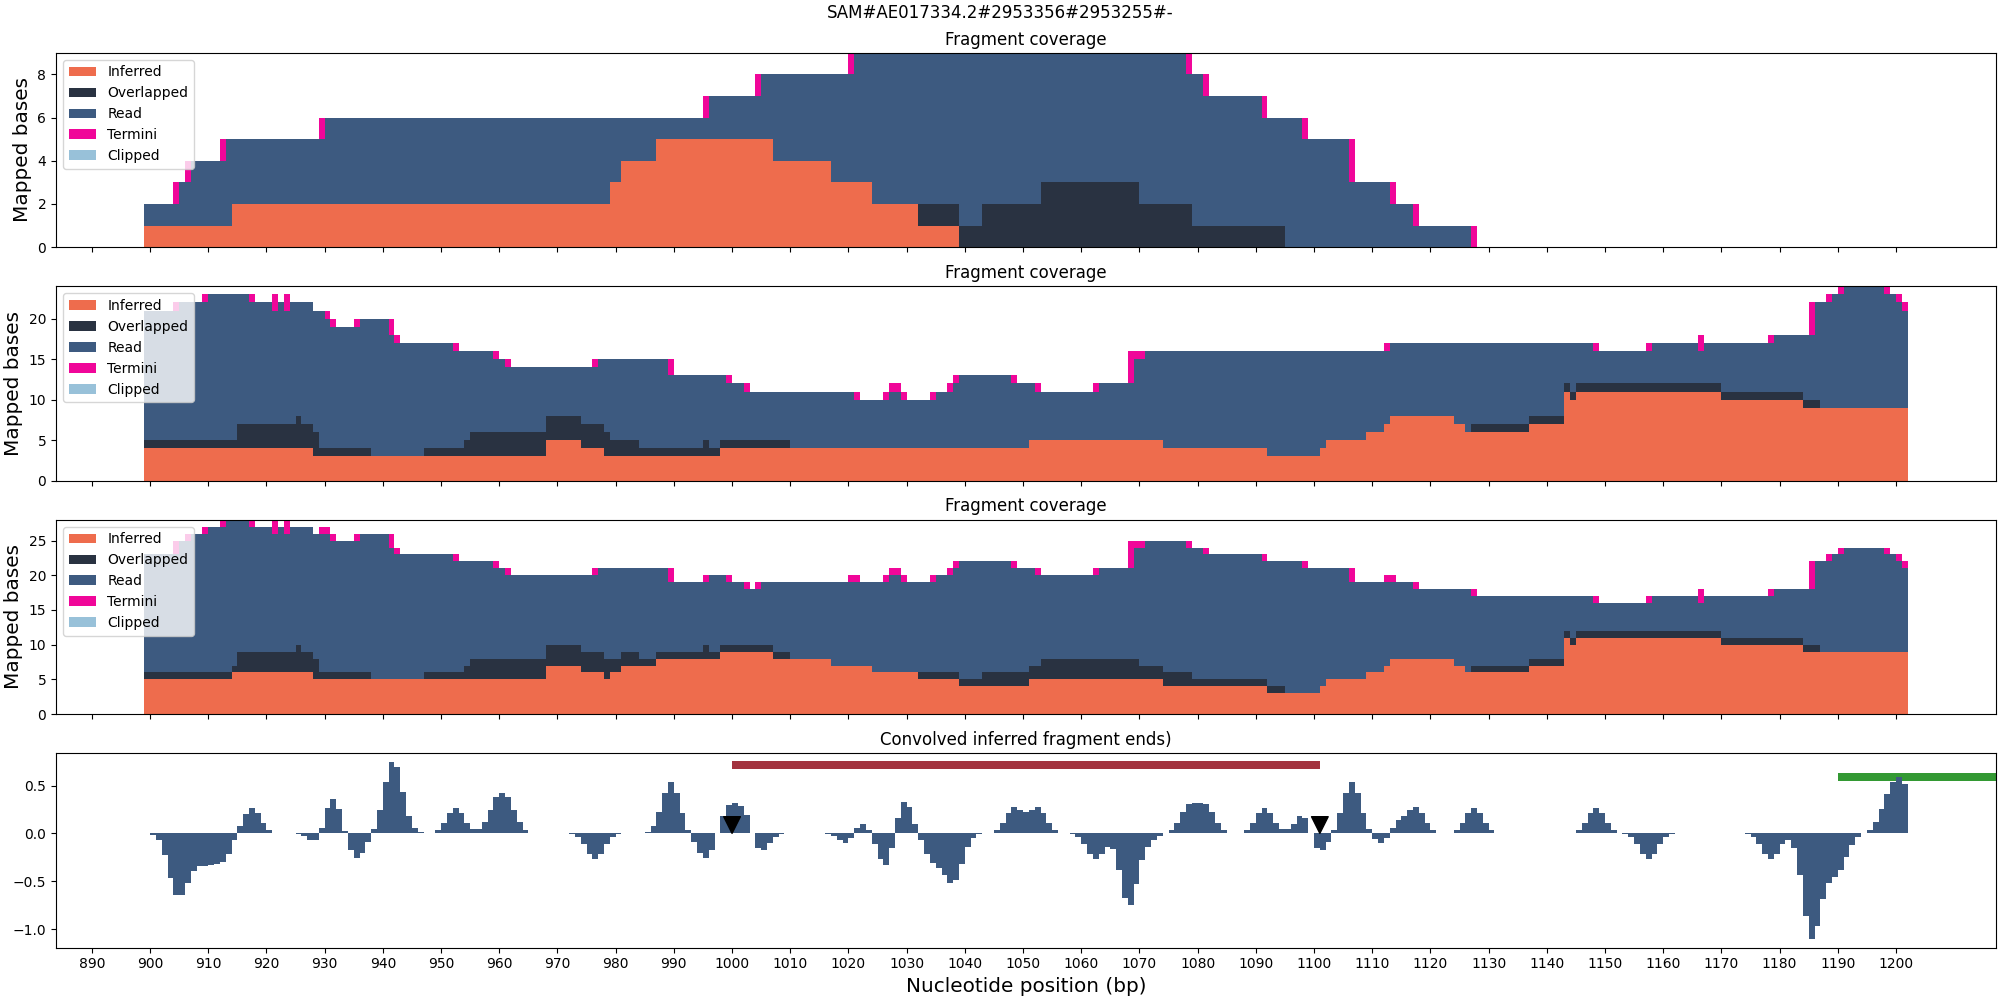 SAM#AE017334.2#2953356#2953255#-
Fragment coverage
Mapped bases
8
6
4
2
0
Inferred
Overlapped
Read
Termini
Clipped
Fragment coverage
Mapped bases
20
15
10
5
0
Inferred
Overlapped
Read
Termini
Clipped
Fragment coverage
Mapped bases
25
20
15
10
5
0
Inferred
Overlapped
Read
Termini
Clipped
Convolved inferred fragment ends)
0.5
0.0
−0.5
−1.0
890 900 910 920 930 940 950 960 970 980 990 1000 1010 1020 1030 1040 1050 1060 1070 1080 1090 1100 1110 1120 1130 1140 1150 1160 1170 1180 1190 1200
Nucleotide position (bp)